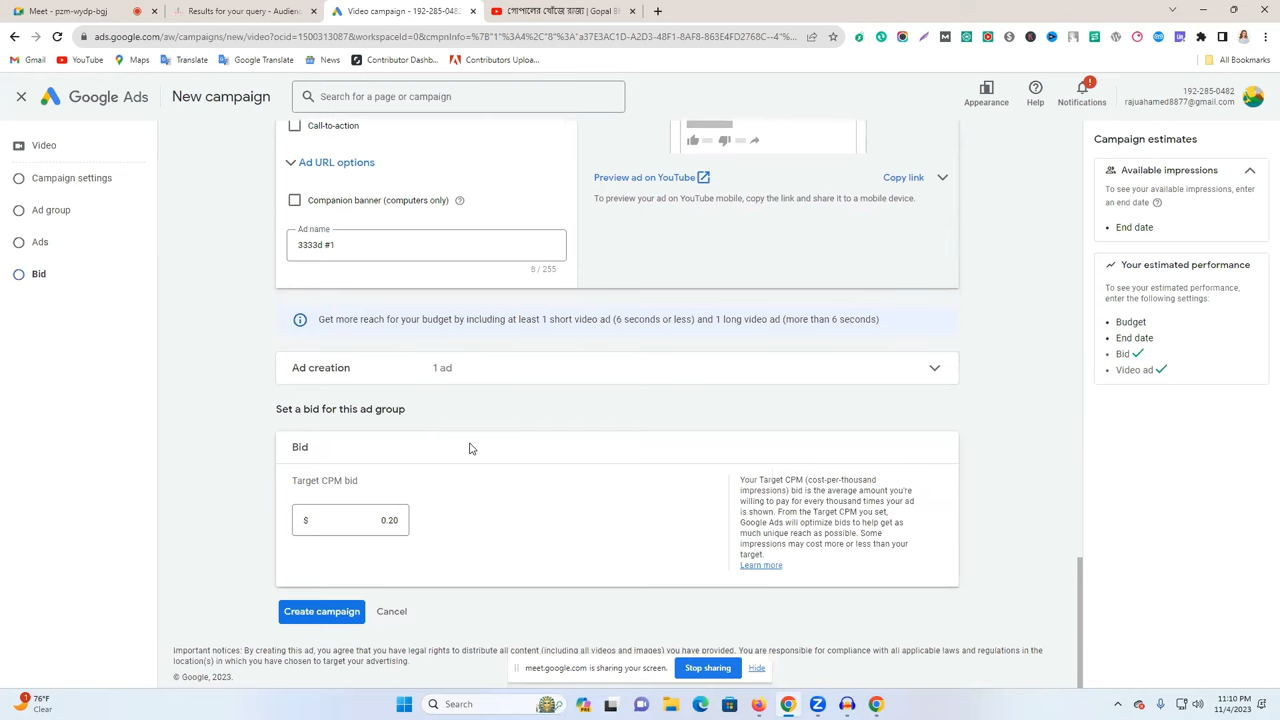 Meet - pzm-wydp-bgj
Results for your query - Audienc
Video campaign - 192-285-0482
গোপালের খোঁজে রাজ্য | Gopal B
ads.google.com/aw/campaigns/new/video?ocid=1500313087&workspaceId=0&cmpnInfo=%7B"1"%3A4%2C"8"%3A"a37E3AC1D-A2D3-48F1-8AF8-863E4FD2768C--4"%...
Gmail
YouTube
Maps
Translate
Google Translate
News
Contributor Dashb...
Contributors Uploa...
All Bookmarks
Google Ads
New campaign
Search for a page or campaign
Appearance
Help
Notifications
192-285-0482
rajuahamed8877@gmail.com
Video
Campaign settings
Ad group
Ads
Bid
Call-to-action
Ad URL options
Companion banner (computers only)
Ad name
3333d #1
8 / 255
Preview ad on YouTube
Copy link
To preview your ad on YouTube mobile, copy the link and share it to a mobile device.
Get more reach for your budget by including at least 1 short video ad (6 seconds or less) and 1 long video ad (more than 6 seconds)
Ad creation
1 ad
Set a bid for this ad group
Bid
Target CPM bid
$ 0.20
Your Target CPM (cost-per-thousand
impressions) bid is the average amount you're
willing to pay for every thousand times your ad
is shown. From the Target CPM you set,
Google Ads will optimize bids to help get as
much unique reach as possible. Some
impressions may cost more or less than your
target.
Learn more
Create campaign
Cancel
Important notices: By creating this ad, you agree that you have legal rights to distribute all content (including all videos and images) you have provided. You are responsible for compliance with all applicable laws and regulations in the
location(s) in which you have chosen to target your advertising.
© Google, 2023.
Campaign estimates
Available impressions
To see your available impressions, enter
an end date
• End date
Your estimated performance
To see your estimated performance,
enter the following settings:
• Budget
• End date
• Bid
• Video ad
meet.google.com is sharing your screen.
Stop sharing
Hide
1
76°F
Clear
Search
11:10 PM
11/4/2023